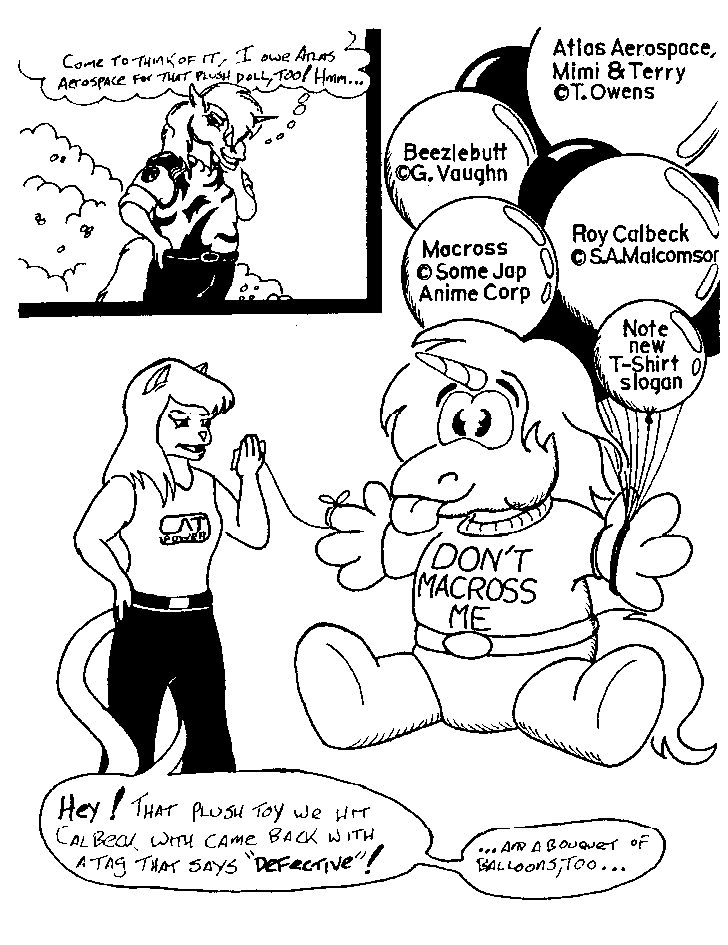 COME TO THINK OF IT, I OWE ATLAS
AEROSPACE FOR THAT PLUSH DOLL, TOO! HMM...
Atlas Aerospace,
Mimi & Terry
©T. Owens
Beezlebutt
©G. Vaughn
Macross
© Some Jap
Anime Corp
Roy Calbeck
© S.A.Malcomson
Note
new
T-Shirt
slogan
CAT
POWER
DON'T
MACROSS
ME
HEY! THAT PLUSH TOY WE HIT
CALBECK WITH CAME BACK WITH
A TAG THAT SAYS "DEFECTIVE"!
...AND A BOUQUET OF
BALLOONS, TOO...